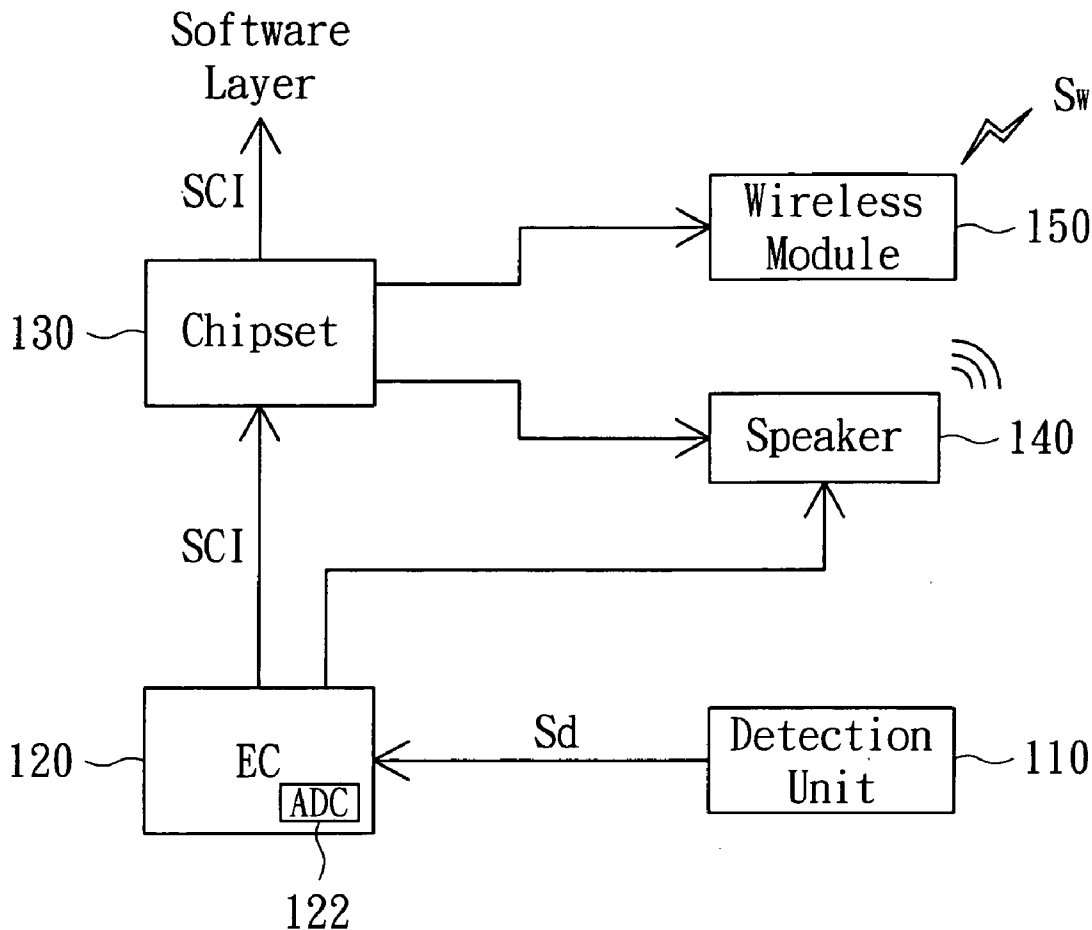 Software
Layer
Sw
SCI
Wireless
Module
150
130
Chipset
Speaker
140
SCI
120
EC
ADC
Sd
Detection
Unit
110
122